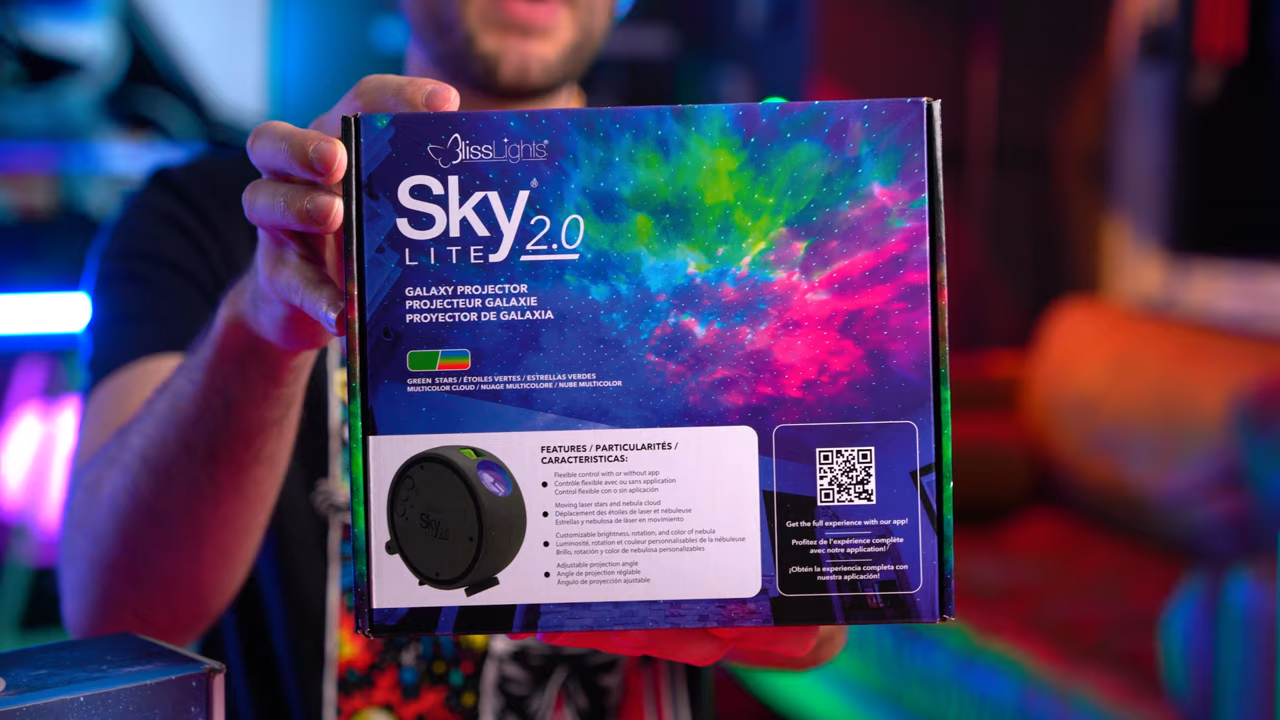 BlissLights®
Sky® 2.0
LITE
GALAXY PROJECTOR
PROJECTEUR GALAXIE
PROYECTOR DE GALAXIA
GREEN STARS / ÉTOILES VERTES / ESTRELLAS VERDES
MULTICOLOR CLOUD / NUAGE MULTICOLORE / NUBE MULTICOLOR
FEATURES / PARTICULARITÉS /
CARACTERISTICAS:
Flexible control with or without app
Contrôle flexible avec ou sans application
Control flexible con o sin aplicación
Moving laser stars and nebula cloud
Déplacement des étoiles de laser et nébuleuse
Estrellas y nebulosa de láser en movimiento
Customizable brightness, rotation, and color of nebula
Luminosité, rotation et couleur personnalisables de la nébuleuse
Brillo, rotación y color de nebulosa personalizables
Adjustable projection angle
Angle de projection réglable
Ángulo de proyección ajustable
Sky 2.0
Get the full experience with our app!
Profitez de l'expérience complète
avec notre application!
¡Obtén la experiencia completa con
nuestra aplicación!